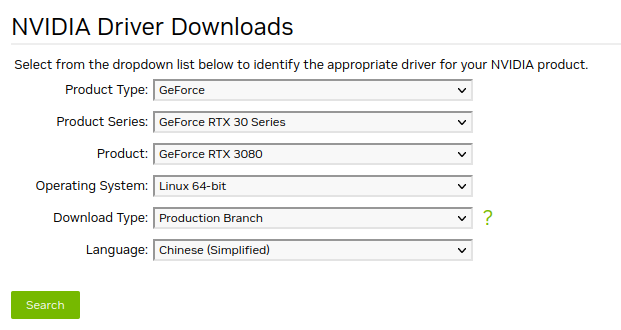 NVIDIA Driver Downloads
Select from the dropdown list below to identify the appropriate driver for your NVIDIA product.
Product Type: GeForce
Product Series: GeForce RTX 30 Series
Product: GeForce RTX 3080
Operating System: Linux 64-bit
Download Type: Production Branch ?
Language: Chinese (Simplified)
Search